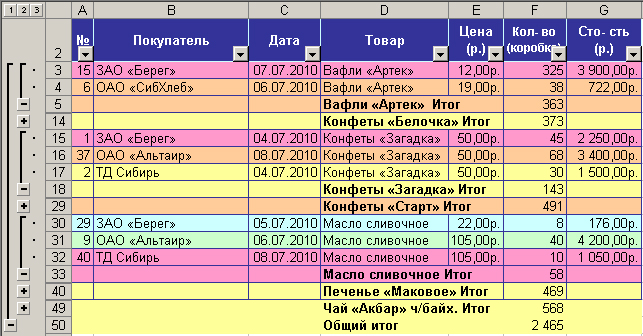 1 2 3 A B C D E F G
2 № Покупатель Дата Товар Цена (р.) Кол- во (коробка) Сто- сть (р.)
3 15 ЗАО «Берег» 07.07.2010 Вафли «Артек» 12,00р. 325 3 900,00р.
4 6 ОАО «СибХлеб» 06.07.2010 Вафли «Артек» 19,00р. 38 722,00р.
5 Вафли «Артек» Итог 363
14 Конфеты «Белочка» Итог 373
15 1 ЗАО «Берег» 04.07.2010 Конфеты «Загадка» 50,00р. 45 2 250,00р.
16 37 ОАО «Альтаир» 08.07.2010 Конфеты «Загадка» 50,00р. 68 3 400,00р.
17 2 ТД Сибирь 04.07.2010 Конфеты «Загадка» 50,00р. 30 1 500,00р.
18 Конфеты «Загадка» Итог 143
29 Конфеты «Старт» Итог 491
30 29 ЗАО «Берег» 05.07.2010 Масло сливочное 22,00р. 8 176,00р.
31 9 ОАО «Альтаир» 06.07.2010 Масло сливочное 105,00р. 40 4 200,00р.
32 40 ТД Сибирь 08.07.2010 Масло сливочное 105,00р. 10 1 050,00р.
33 Масло сливочное Итог 58
40 Печенье «Маковое» Итог 469
49 Чай «Акбар» ч/байх. Итог 568
50 Общий итог 2 465